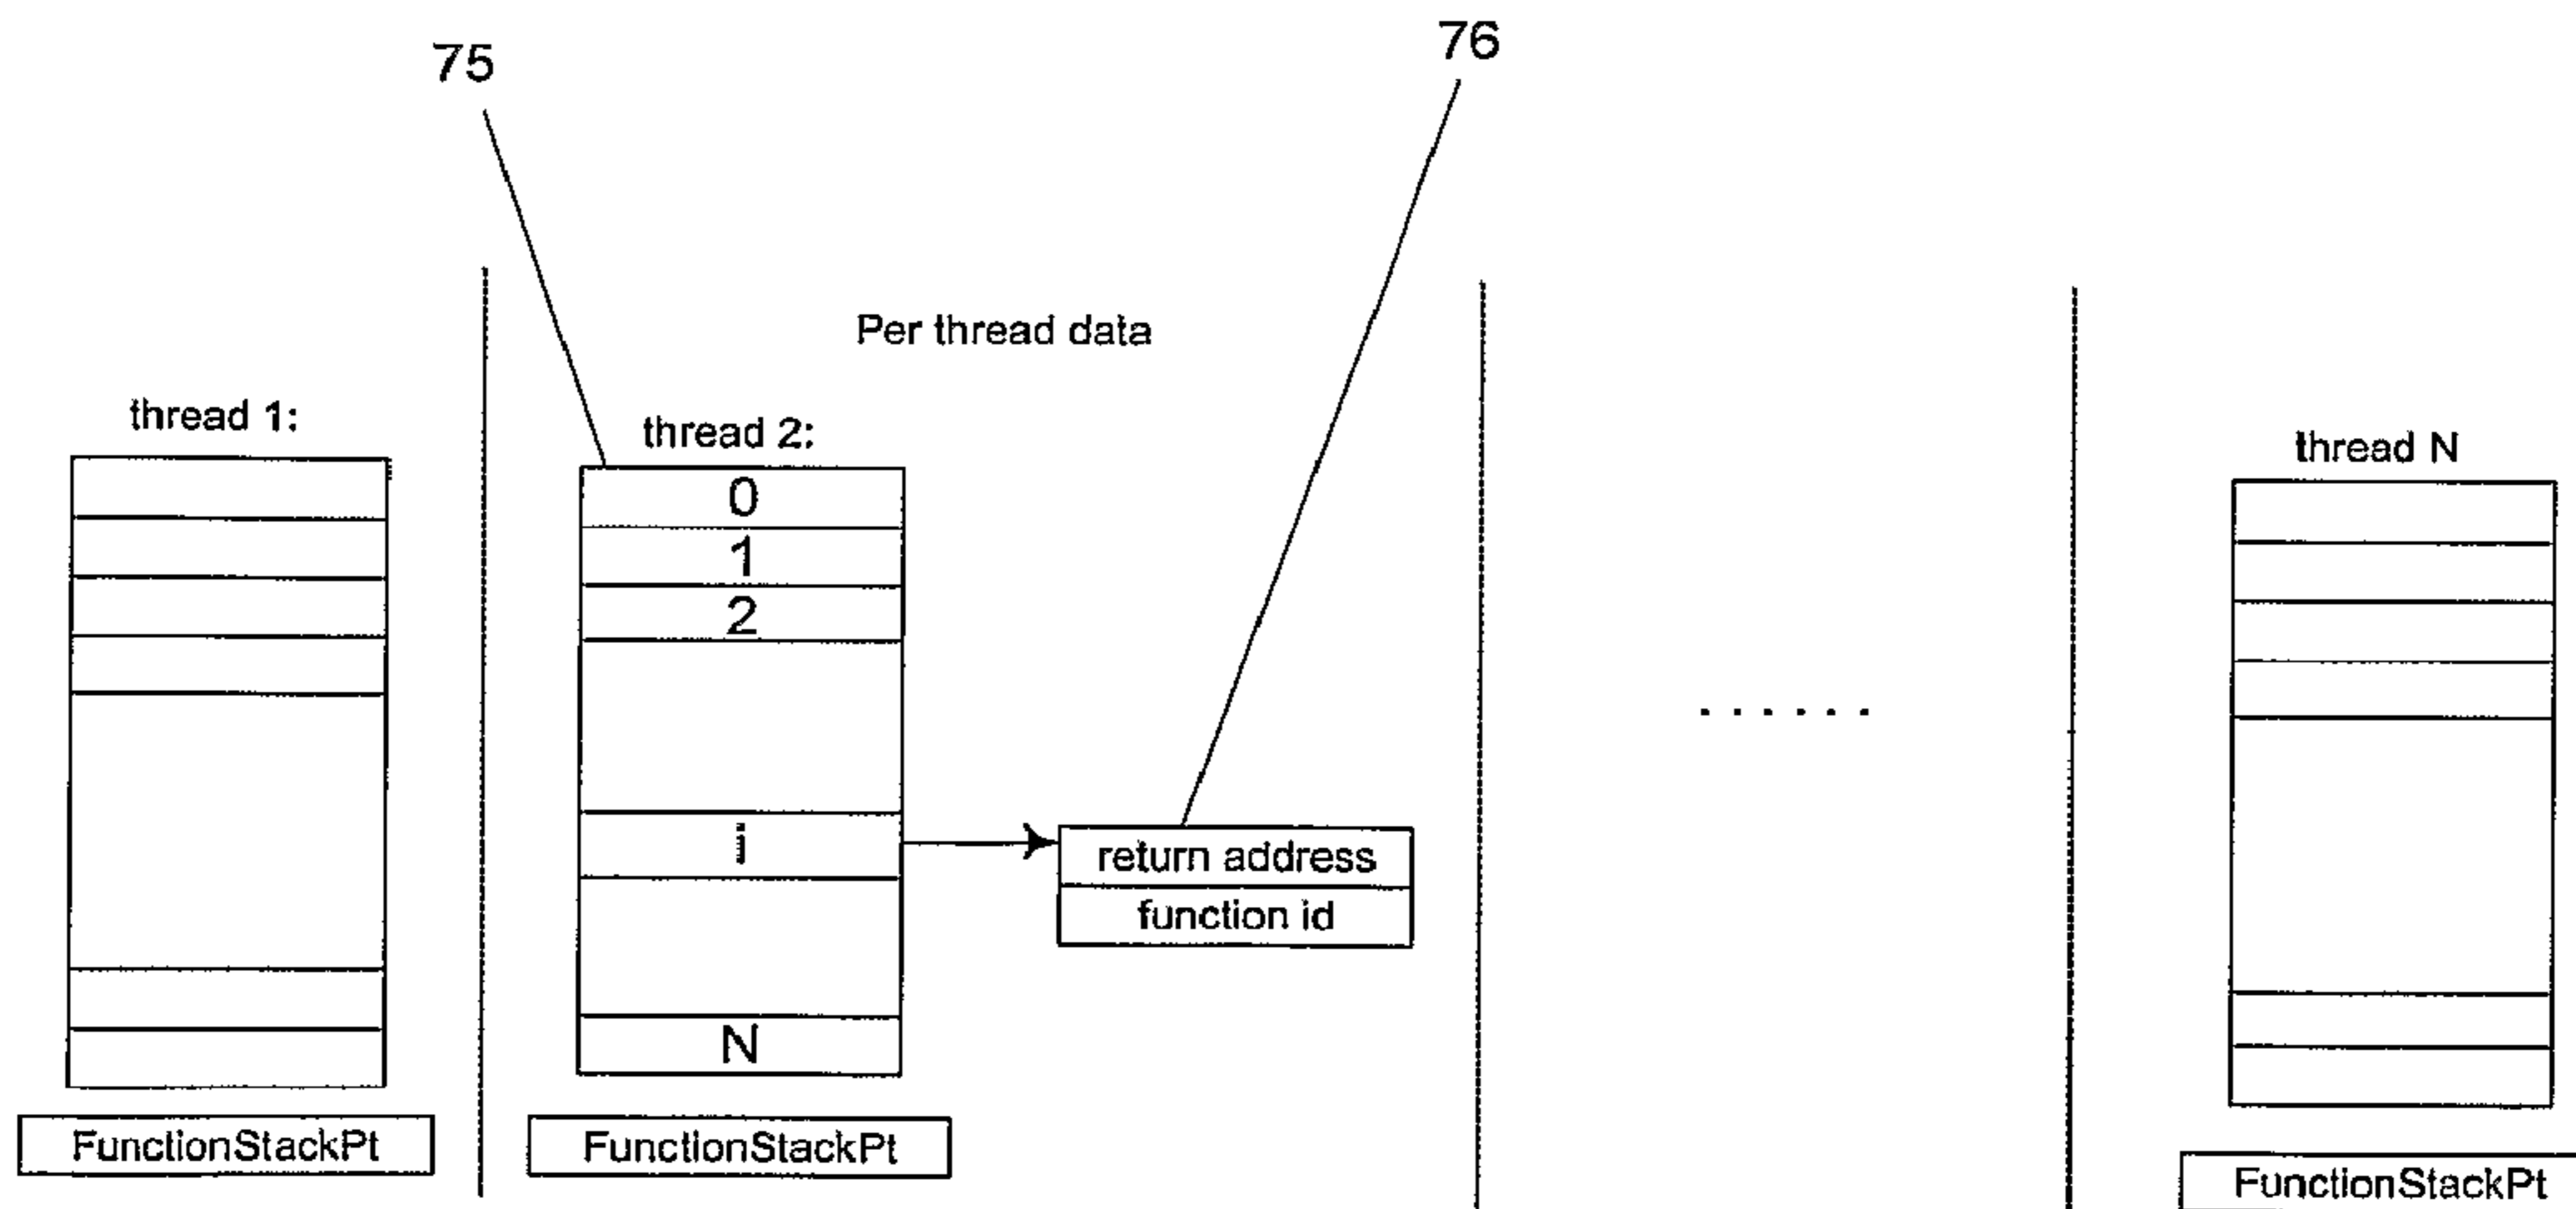 75
76
Per thread data
thread 1:
thread 2:
thread N
0
1
2
i
return address
function id
N
FunctionStackPt
FunctionStackPt
FunctionStackPt
. . . . . .